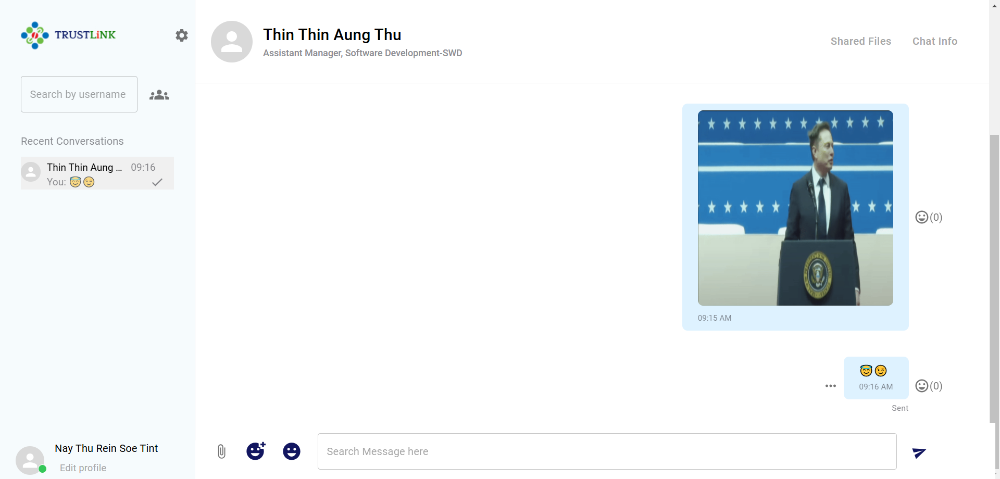 TRUSTLiNK
Search by username
Recent Conversations
Thin Thin Aung ... 09:16
You: 😇😉
Nay Thu Rein Soe Tint
Edit profile
Thin Thin Aung Thu
Assistant Manager, Software Development-SWD
Shared Files
Chat Info
09:15 AM
(0)
😇😉
09:16 AM
(0)
Sent
Search Message here